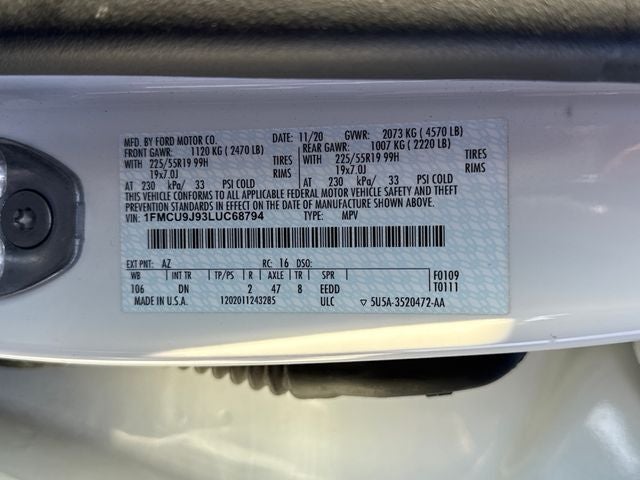 MFD. BY FORD MOTOR CO. 11/20 GVWR: 2073 KG ( 4570 LB)
FRONT GAWR: 1120 KG ( 2470 LB) REAR GAWR: 1007 KG ( 2220 LB)
WITH 225/55R19 99H TIRES WITH 225/55R19 99H TIRES
19x7.0J RIMS 19x7.0J RIMS
AT 230 kPa/ 33 PSI COLD AT 230 kPa/ 33 PSI COLD
THIS VEHICLE CONFORMS TO ALL APPLICABLE FEDERAL MOTOR VEHICLE SAFETY AND THEFT
PREVENTION STANDARDS IN EFFECT ON THE DATE OF MANUFACTURE SHOWN ABOVE.
VIN: 1FMCU9J93LUC68794 TYPE: MPV
EXT PNT: AZ RC: 16 DSO:
WB INT TR TP/PS R AXLE TR SPR F0109
106 DN 2 47 8 EEDD T0111
MADE IN U.S.A. 1202011243285 ULC ▽ 5U5A-3520472-AA